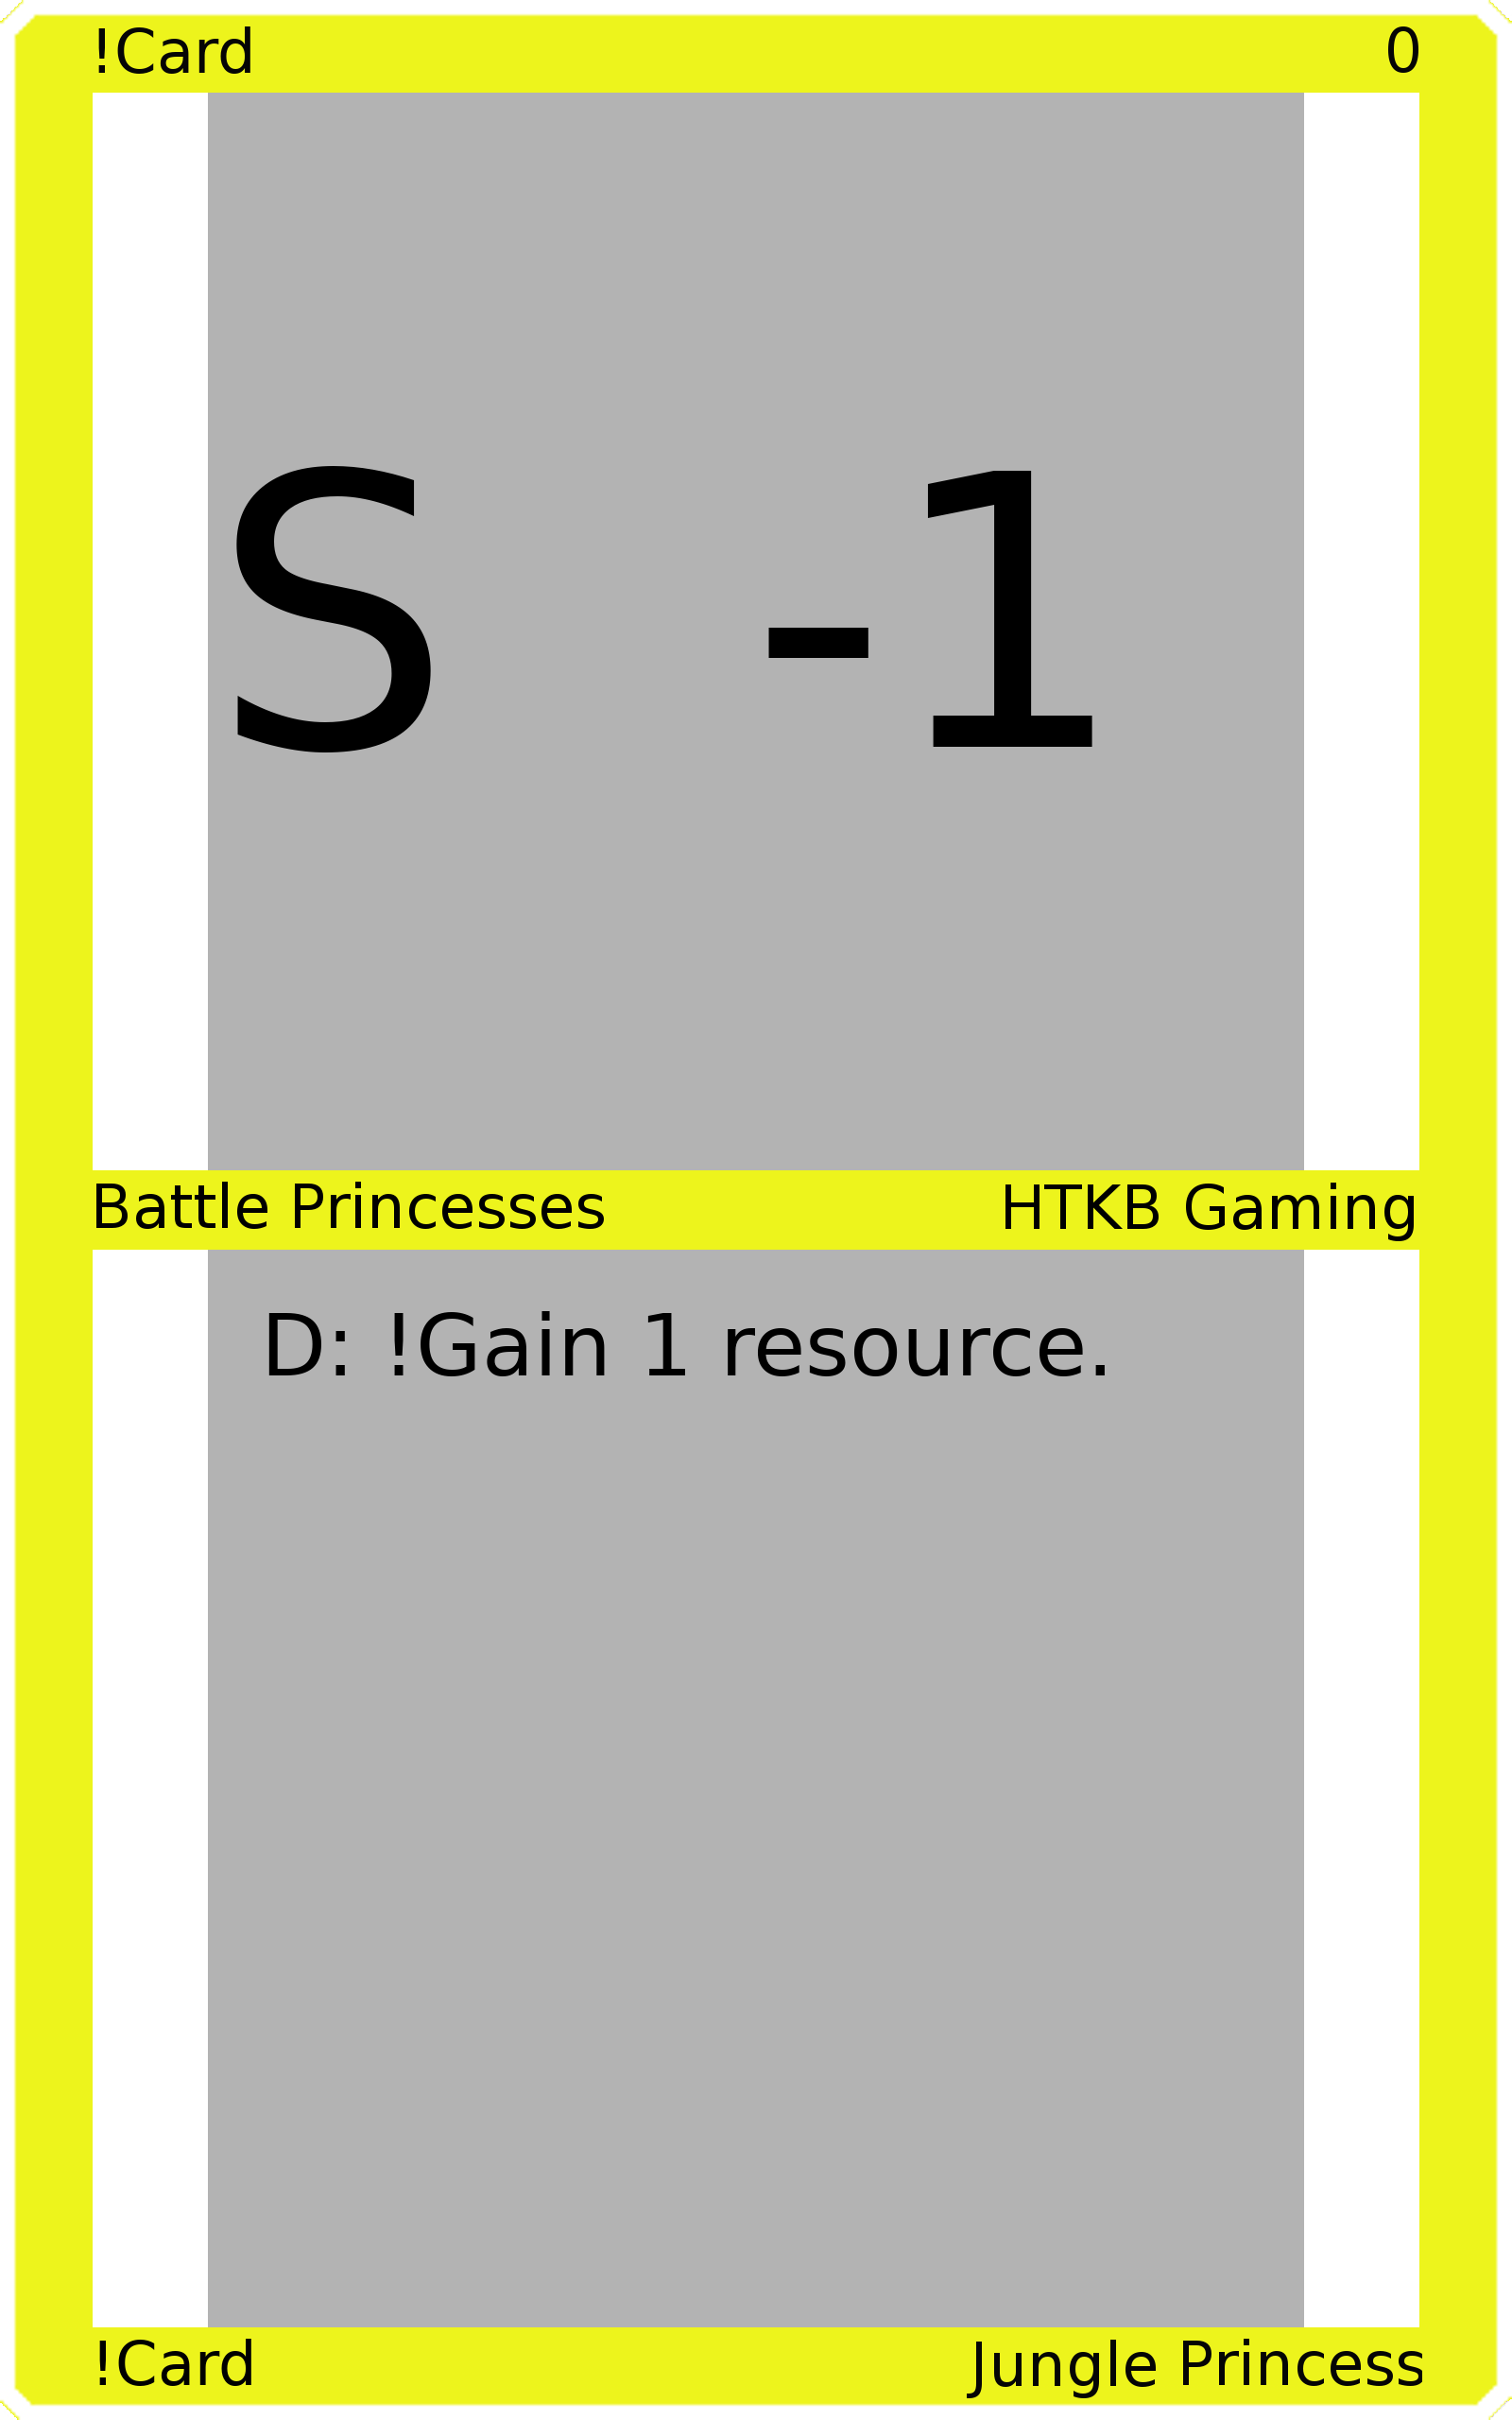 !Card 0
S -1
Battle Princesses HTKB Gaming
D: !Gain 1 resource.
!Card Jungle Princess